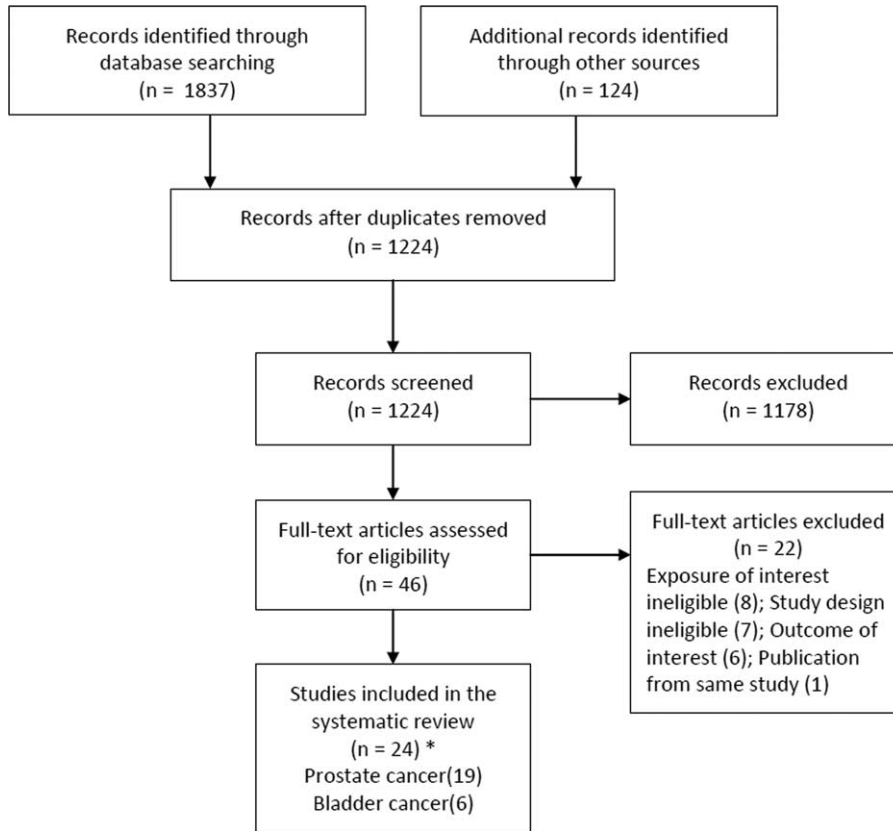 Records identified through
database searching
(n = 1837)
Additional records identified
through other sources
(n = 124)
Records after duplicates removed
(n = 1224)
Records screened
(n = 1224)
Records excluded
(n = 1178)
Full-text articles assessed
for eligibility
(n = 46)
Full-text articles excluded
(n = 22)
Exposure of interest
ineligible (8); Study design
ineligible (7); Outcome of
interest (6); Publication
from same study (1)
Studies included in the
systematic review
(n = 24) *
Prostate cancer(19)
Bladder cancer(6)